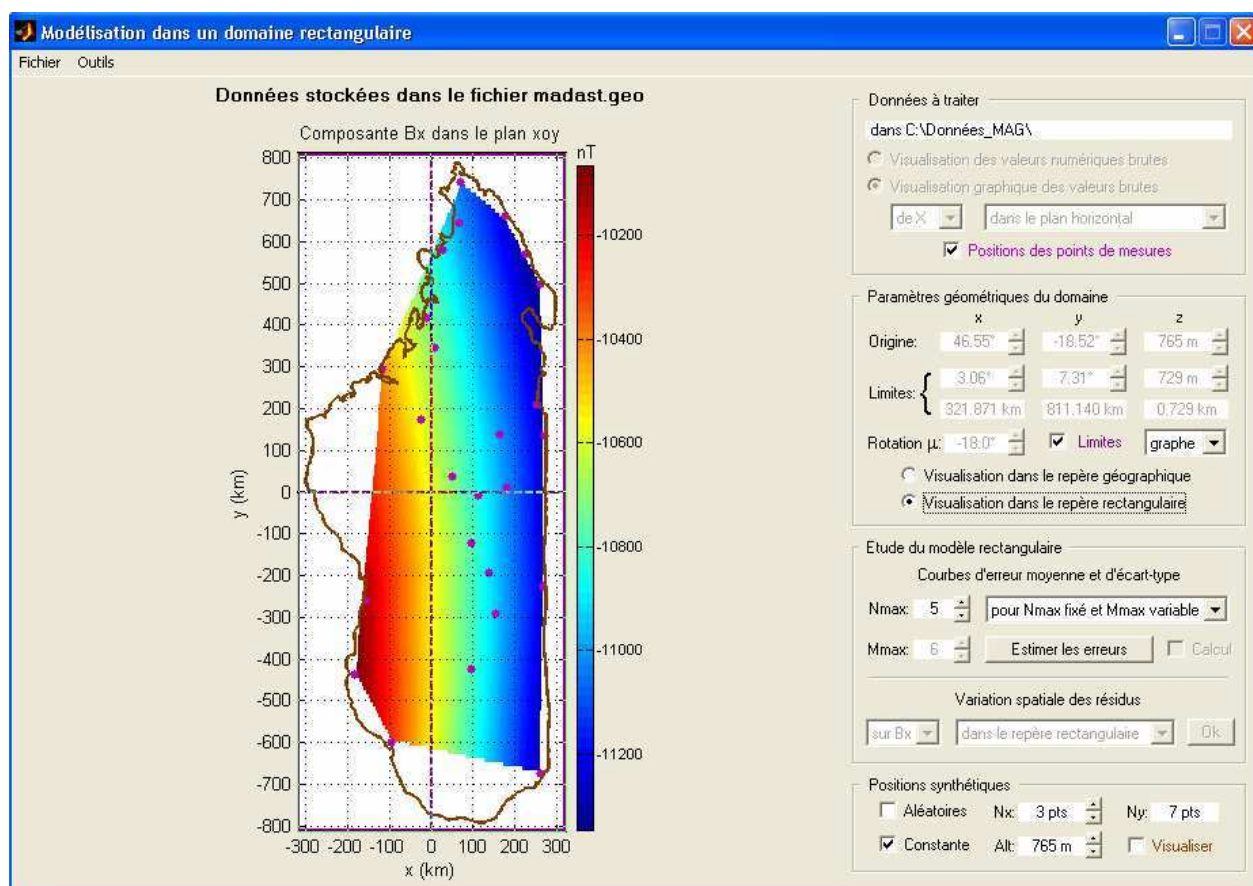 Modélisation dans un domaine rectangulaire
Fichier Outils
Données stockées dans le fichier madast.geo
Composante Bx dans le plan xoy
nT
800
700
600
500
400
300
200
100
0
-100
-200
-300
-400
-500
-600
-700
-800
y (km)
-300 -200 -100 0 100 200 300
x (km)
-10200
-10400
-10600
-10800
-11000
-11200
Données à traiter
dans C:\Données_MAG\
Visualisation des valeurs numériques brutes
Visualisation graphique des valeurs brutes
de X dans le plan horizontal
Positions des points de mesures
Paramètres géométriques du domaine
x y z
Origine: 46.55° -18.52° 765 m
Limites: { 3.06° 7.31° 729 m
321.871 km 811.140 km 0.729 km
Rotation µ: -18.0° Limites graphe
Visualisation dans le repère géographique
Visualisation dans le repère rectangulaire
Etude du modèle rectangulaire
Courbes d'erreur moyenne et d'écart-type
Nmax: 5 pour Nmax fixé et Mmax variable
Mmax: 6 Estimer les erreurs Calcul
Variation spatiale des résidus
sur Bx dans le repère rectangulaire Ok
Positions synthétiques
Aléatoires Nx: 3 pts Ny: 7 pts
Constante Alt: 765 m Visualiser